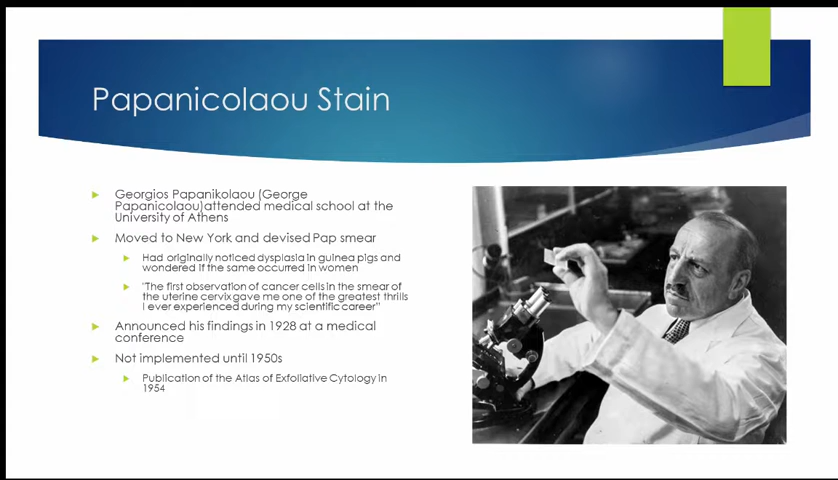 Papanicolaou Stain
Georgios Papanikolaou (George
Papanicolaou)attended medical school at the
University of Athens
Moved to New York and devised Pap smear
Had originally noticed dysplasia in guinea pigs and
wondered if the same occurred in women
"The first observation of cancer cells in the smear of
the uterine cervix gave me one of the greatest thrills
I ever experienced during my scientific career"
Announced his findings in 1928 at a medical
conference
Not implemented until 1950s
Publication of the Atlas of Exfoliative Cytology in
1954